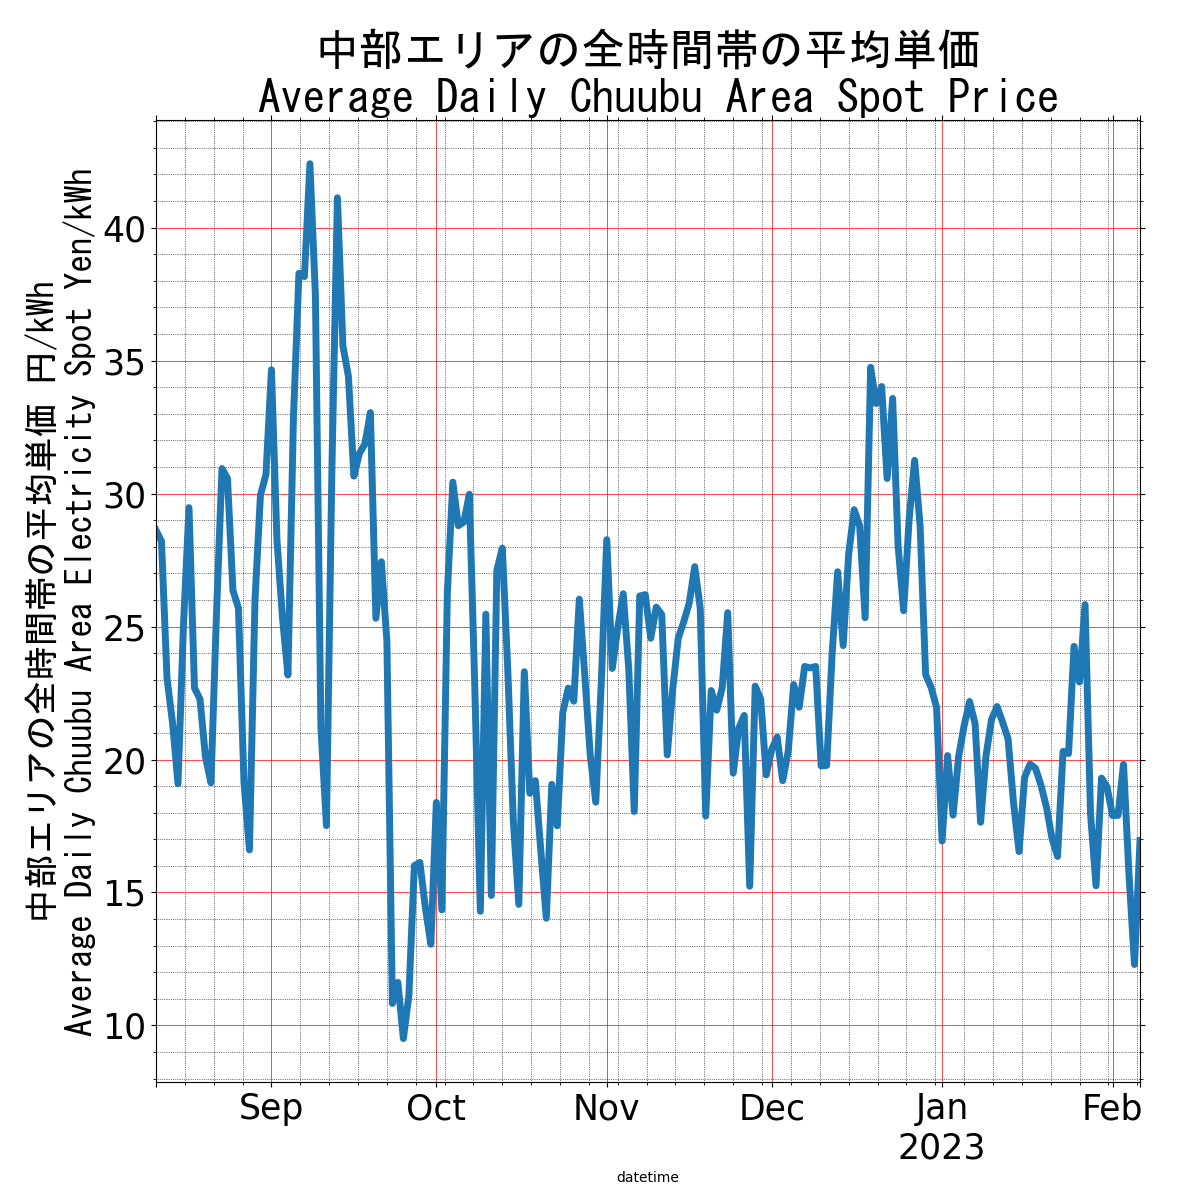 中部エリアの全時間帯の平均単価
Average Daily Chuubu Area Spot Price
中部エリアの全時間帯の平均単価 円/kWh
Average Daily Chuubu Area Electricity Spot Yen/kWh
40
35
30
25
20
15
10
Sep Oct Nov Dec Jan Feb
2023
datetime